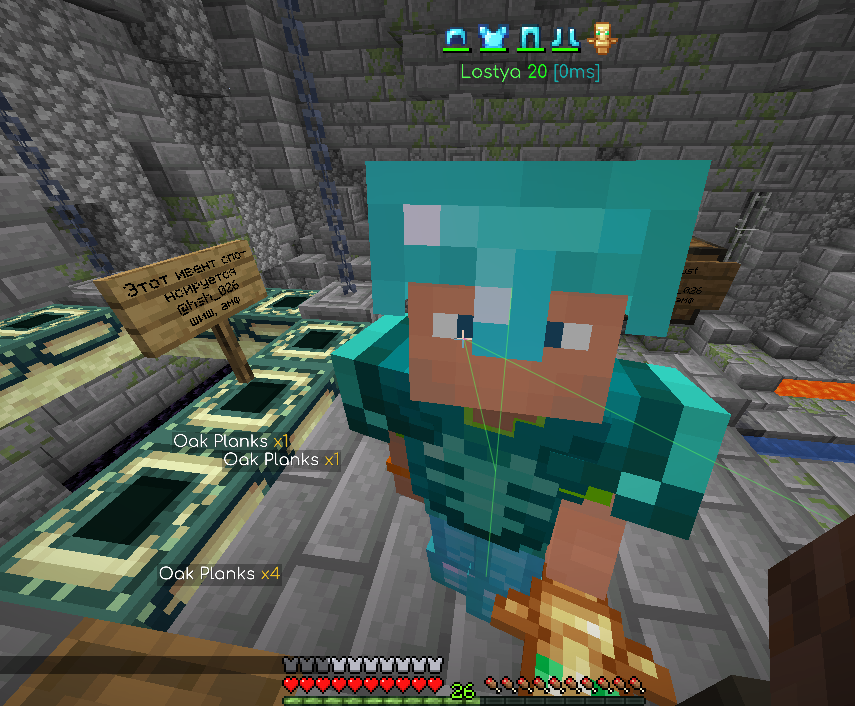 Lostya 20 [0ms]
Этот ивент спо-
нсируется
@hzh_026
шиш, амф
Oak Planks x1
Oak Planks x1
Oak Planks x4
26